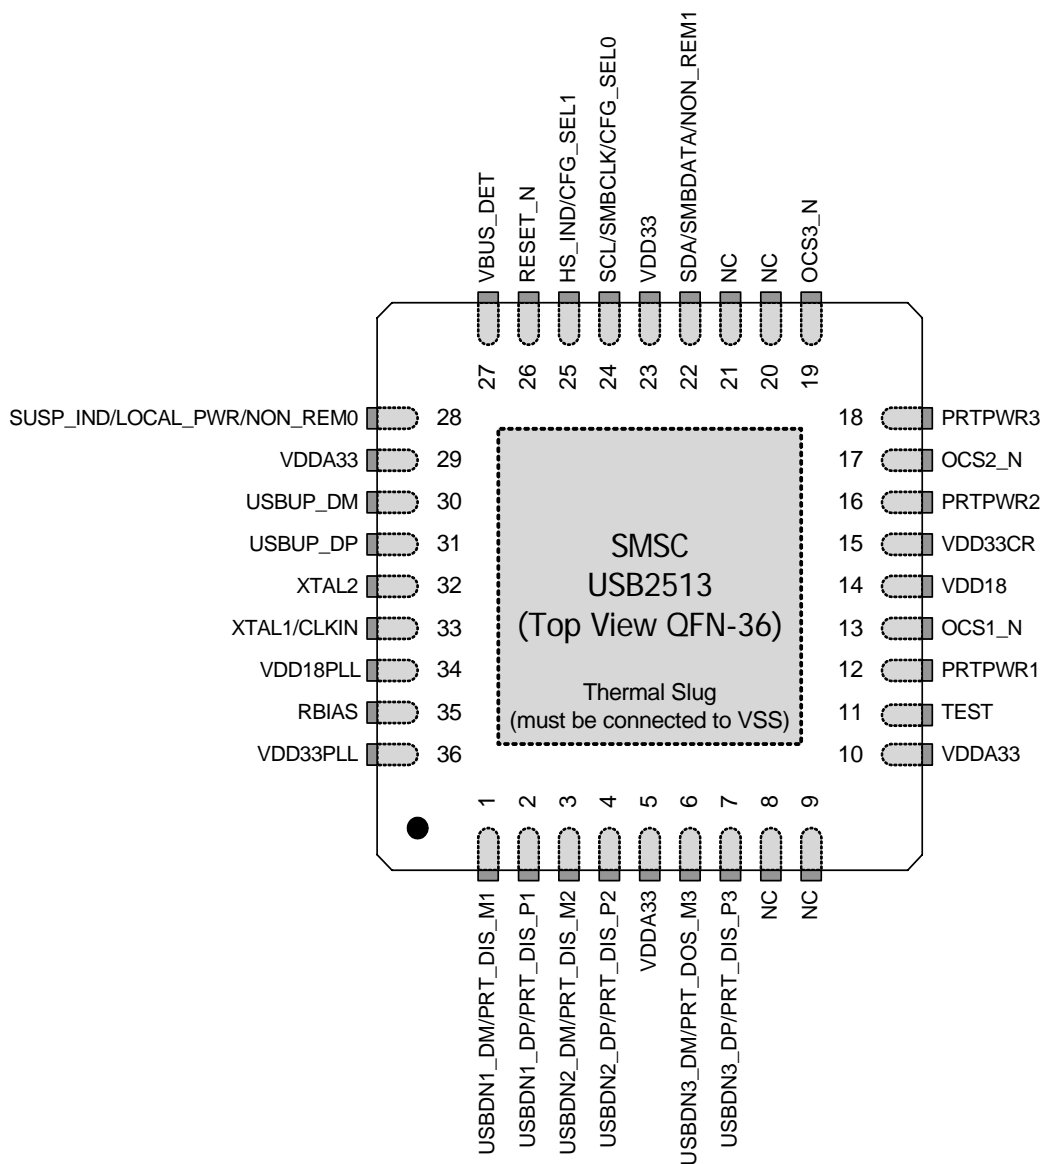 VBUS_DET
RESET_N
HS_IND/CFG_SEL1
SCL/SMBCLK/CFG_SEL0
VDD33
SDA/SMBDATA/NON_REM1
NC
NC
OCS3_N
27
26
25
24
23
22
21
20
19
SUSP_IND/LOCAL_PWR/NON_REM0 28
VDDA33 29
USBUP_DM 30
USBUP_DP 31
XTAL2 32
XTAL1/CLKIN 33
VDD18PLL 34
RBIAS 35
VDD33PLL 36
SMSC
USB2513
(Top View QFN-36)
Thermal Slug
(must be connected to VSS)
18 PRTPWR3
17 OCS2_N
16 PRTPWR2
15 VDD33CR
14 VDD18
13 OCS1_N
12 PRTPWR1
11 TEST
10 VDDA33
1
2
3
4
5
6
7
8
9
USBDN1_DM/PRT_DIS_M1
USBDN1_DP/PRT_DIS_P1
USBDN2_DM/PRT_DIS_M2
USBDN2_DP/PRT_DIS_P2
VDDA33
USBDN3_DM/PRT_DOS_M3
USBDN3_DP/PRT_DIS_P3
NC
NC